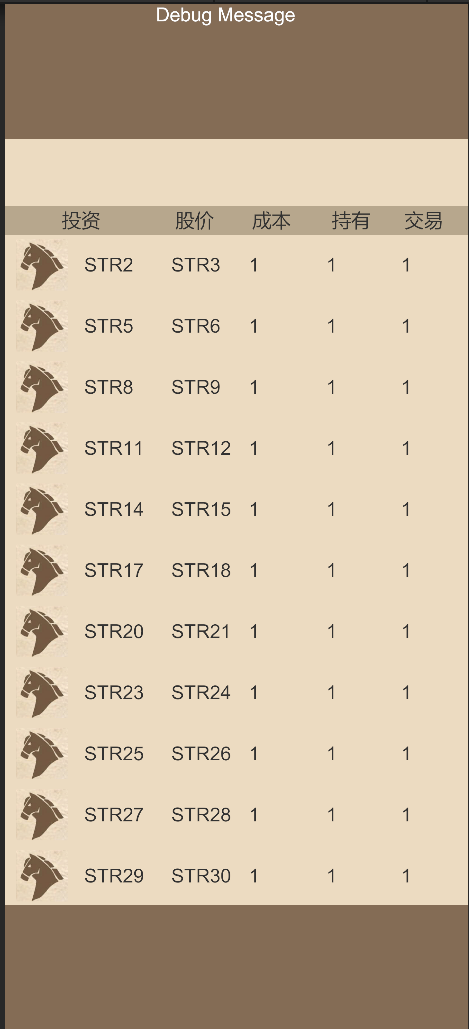 Debug Message
投资 股价 成本 持有 交易
STR2 STR3 1 1 1
STR5 STR6 1 1 1
STR8 STR9 1 1 1
STR11 STR12 1 1 1
STR14 STR15 1 1 1
STR17 STR18 1 1 1
STR20 STR21 1 1 1
STR23 STR24 1 1 1
STR25 STR26 1 1 1
STR27 STR28 1 1 1
STR29 STR30 1 1 1